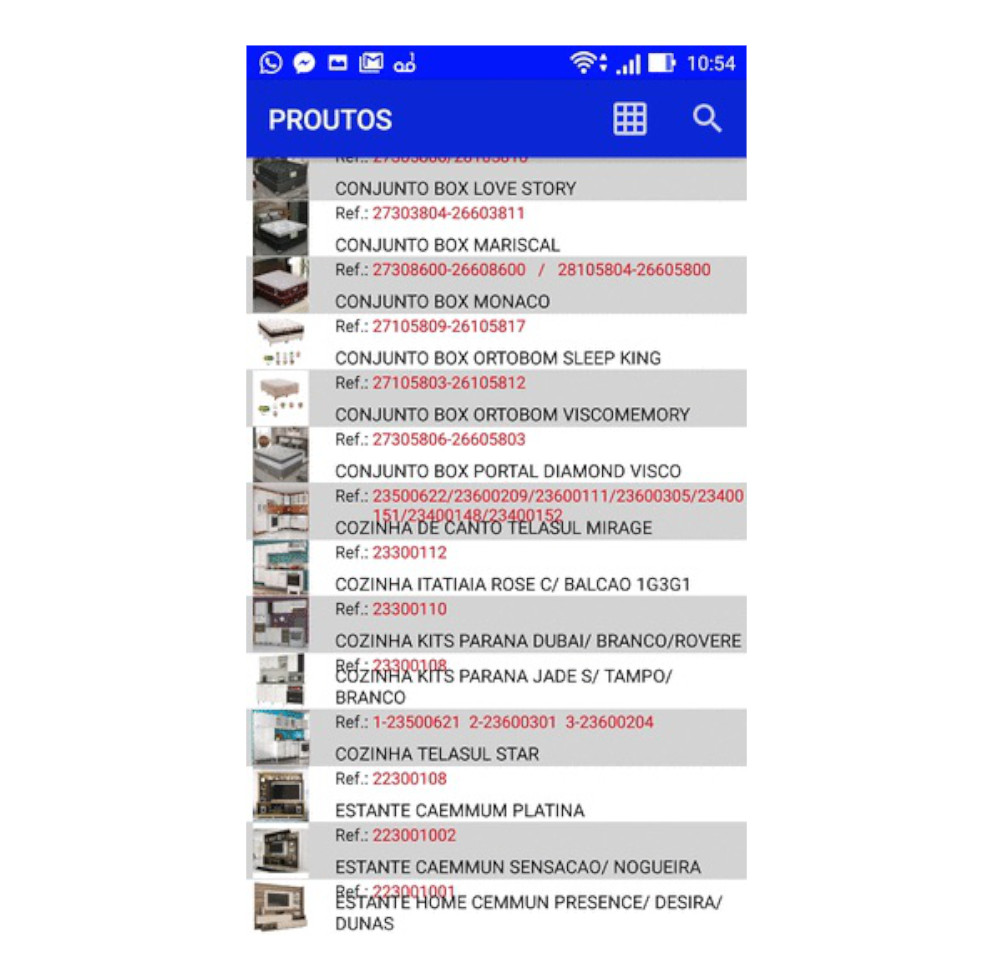 10:54
PROUTOS
Ref.: 27305806/28105810
CONJUNTO BOX LOVE STORY
Ref.: 27303804-26603811
CONJUNTO BOX MARISCAL
Ref.: 27308600-26608600 / 28105804-26605800
CONJUNTO BOX MONACO
Ref.: 27105809-26105817
CONJUNTO BOX ORTOBOM SLEEP KING
Ref.: 27105803-26105812
CONJUNTO BOX ORTOBOM VISCOMEMORY
Ref.: 27305806-26605803
CONJUNTO BOX PORTAL DIAMOND VISCO
Ref.: 23500622/23600209/23600111/23600305/23400
151/23400148/23400152
COZINHA DE CANTO TELASUL MIRAGE
Ref.: 23300112
COZINHA ITATIAIA ROSE C/ BALCAO 1G3G1
Ref.: 23300110
COZINHA KITS PARANA DUBAI/ BRANCO/ROVERE
Ref.: 23300108
COZINHA KITS PARANA JADE S/ TAMPO/
BRANCO
Ref.: 1-23500621 2-23600301 3-23600204
COZINHA TELASUL STAR
Ref.: 22300108
ESTANTE CAEMMUM PLATINA
Ref.: 223001002
ESTANTE CAEMMUN SENSACAO/ NOGUEIRA
Ref.: 223001001
ESTANTE HOME CEMMUN PRESENCE/ DESIRA/
DUNAS